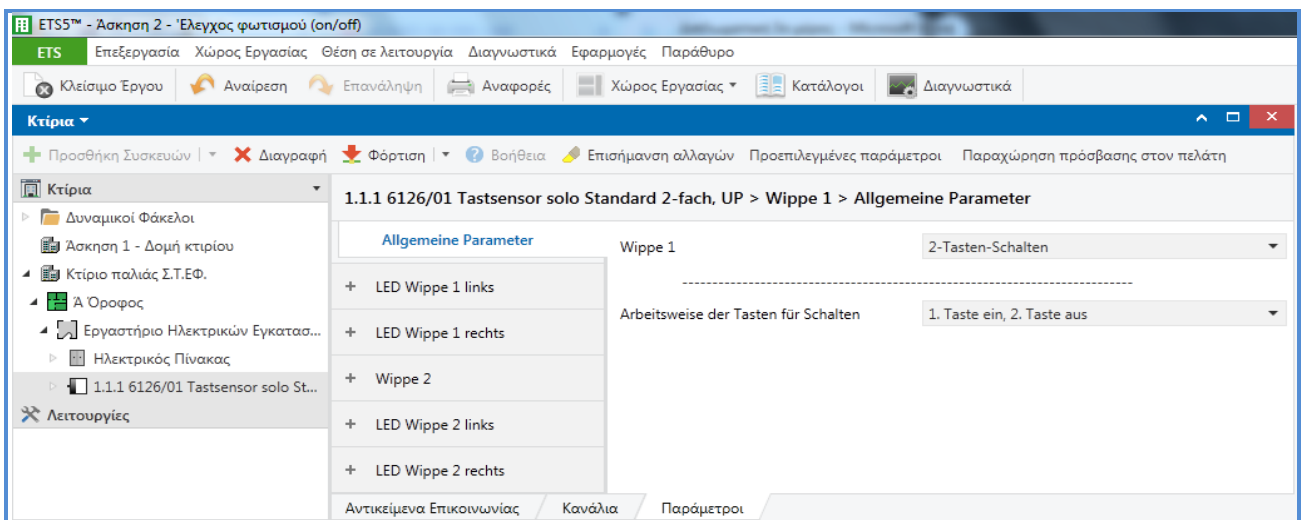 ETS5™ - Άσκηση 2 - 'Ελεγχος φωτισμού (on/off)
ETS Επεξεργασία Χώρος Εργασίας Θέση σε λειτουργία Διαγνωστικά Εφαρμογές Παράθυρο
Κλείσιμο Έργου Αναίρεση Επανάληψη Αναφορές Χώρος Εργασίας Κατάλογοι Διαγνωστικά
Κτίρια
Προσθήκη Συσκευών Διαγραφή Φόρτιση Βοήθεια Επισήμανση αλλαγών Προεπιλεγμένες παράμετροι Παραχώρηση πρόσβασης στον πελάτη
Κτίρια
Δυναμικοί Φάκελοι
Άσκηση 1 - Δομή κτιρίου
Κτίριο παλιάς Σ.Τ.ΕΦ.
Ά Όροφος
Εργαστήριο Ηλεκτρικών Εγκατασ...
Ηλεκτρικός Πίνακας
1.1.1 6126/01 Tastsensor solo St...
Λειτουργίες
1.1.1 6126/01 Tastsensor solo Standard 2-fach, UP > Wippe 1 > Allgemeine Parameter
Allgemeine Parameter
+ LED Wippe 1 links
+ LED Wippe 1 rechts
+ Wippe 2
+ LED Wippe 2 links
+ LED Wippe 2 rechts
Wippe 1 2-Tasten-Schalten
---------------------------------------------------------------------------
Arbeitsweise der Tasten für Schalten 1. Taste ein, 2. Taste aus
Αντικείμενα Επικοινωνίας Κανάλια Παράμετροι